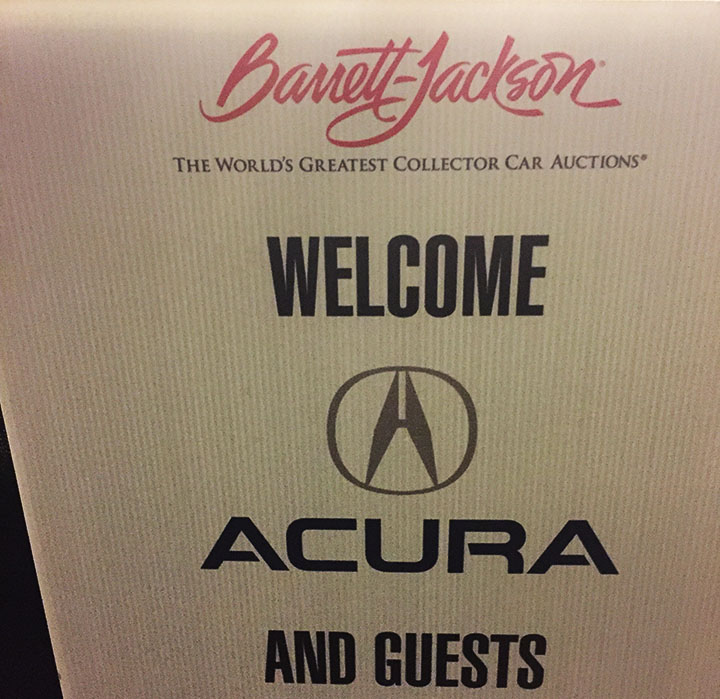 Barrett-Jackson®
THE WORLD'S GREATEST COLLECTOR CAR AUCTIONS®
WELCOME
ACURA
AND GUESTS